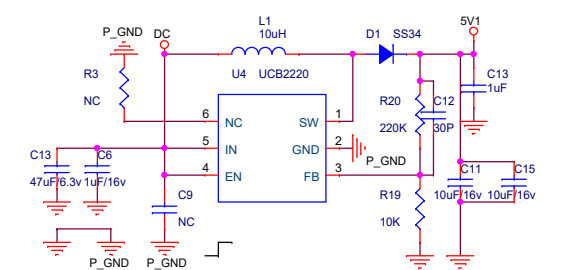 P_GND
DC
L1
10uH
D1
SS34
5V1
R3
NC
U4
UCB2220
C13
1uF
6
NC
SW
1
5
IN
GND
2
4
EN
FB
3
R20
220K
C12
30P
P_GND
C13
47uF/6.3v
C6
1uF/16v
C9
NC
R19
10K
C11
10uF/16v
C15
10uF/16v
P_GND
P_GND